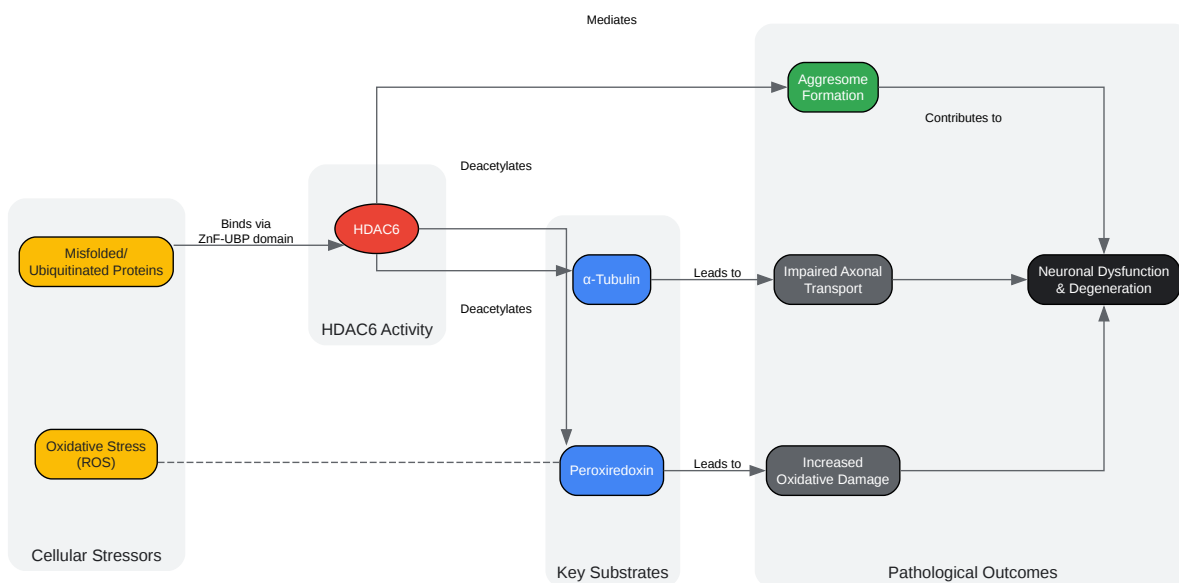 Mediates
Aggresome
Formation
Contributes to
Deacetylates
HDAC6
Binds via
ZnF-UBP domain
Misfolded/
Ubiquitinated Proteins
α-Tubulin
Leads to
Impaired Axonal
Transport
Neuronal Dysfunction
& Degeneration
Deacetylates
HDAC6 Activity
Oxidative Stress
(ROS)
Peroxiredoxin
Leads to
Increased
Oxidative Damage
Cellular Stressors
Key Substrates
Pathological Outcomes